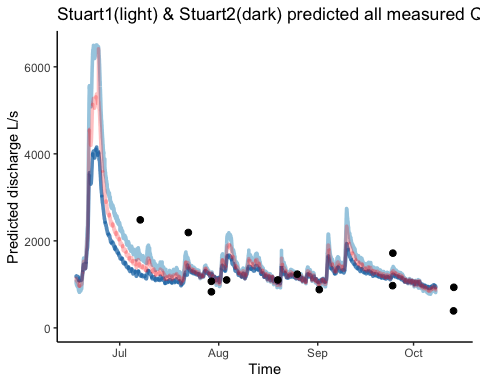 Stuart1(light) & Stuart2(dark) predicted all measured Q
Predicted discharge L/s
6000
4000
2000
0
Jul Aug Sep Oct
Time